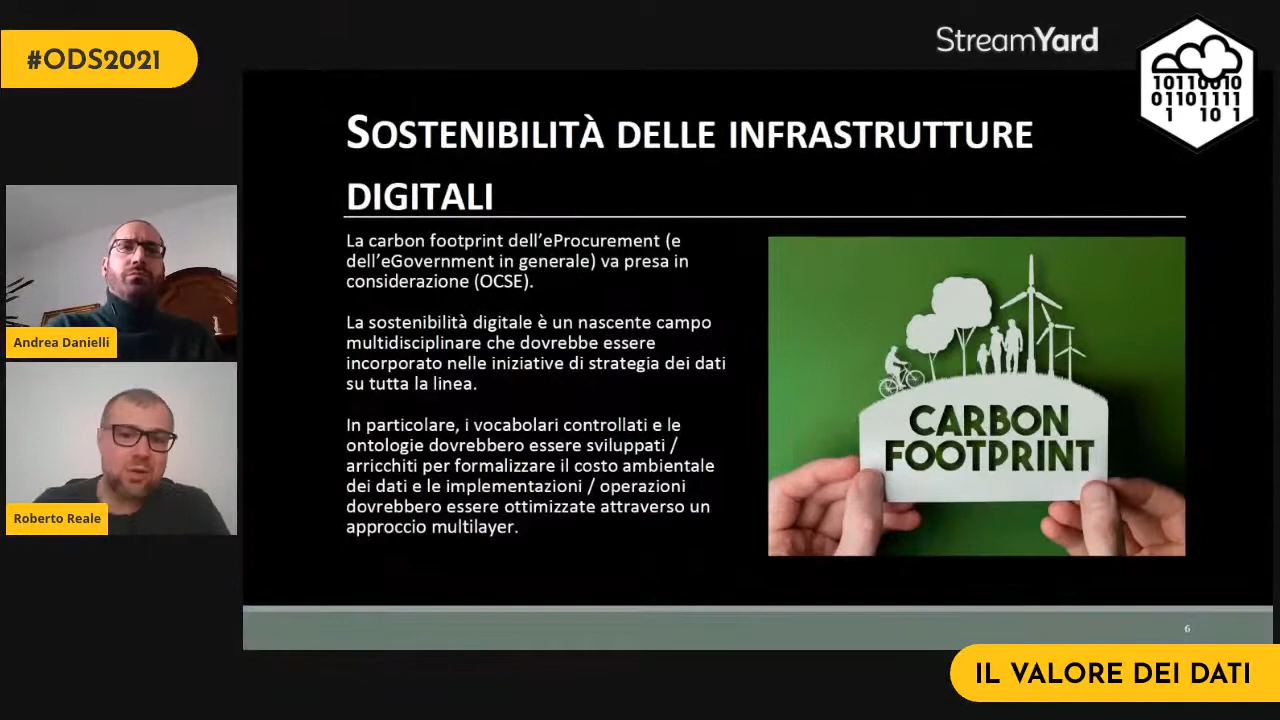 #ODS2021
StreamYard
10110010
01101111
1 10 1
SOSTENIBILITÀ DELLE INFRASTRUTTURE
DIGITALI
La carbon footprint dell’eProcurement (e
dell’eGovernment in generale) va presa in
considerazione (OCSE).
La sostenibilità digitale è un nascente campo
multidisciplinare che dovrebbe essere
incorporato nelle iniziative di strategia dei dati
su tutta la linea.
In particolare, i vocabolari controllati e le
ontologie dovrebbero essere sviluppati /
arricchiti per formalizzare il costo ambientale
dei dati e le implementazioni / operazioni
dovrebbero essere ottimizzate attraverso un
approccio multilayer.
CARBON
FOOTPRINT
Andrea Danielli
Roberto Reale
6
IL VALORE DEI DATI